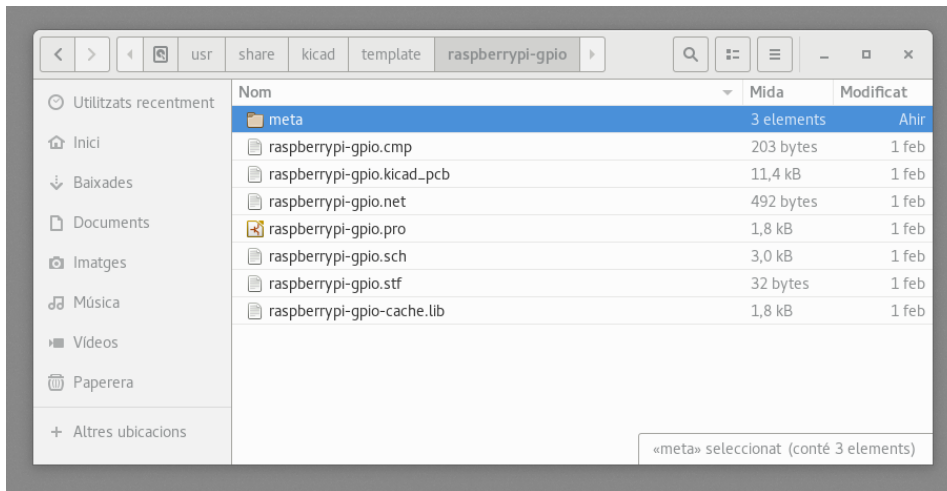 usr share kicad template raspberrypi-gpio
Utilitzats recentment
Inici
Baixades
Documents
Imatges
Música
Vídeos
Paperera
Altres ubicacions
Nom Mida Modificat
meta 3 elements Ahir
raspberrypi-gpio.cmp 203 bytes 1 feb
raspberrypi-gpio.kicad_pcb 11,4 kB 1 feb
raspberrypi-gpio.net 492 bytes 1 feb
raspberrypi-gpio.pro 1,8 kB 1 feb
raspberrypi-gpio.sch 3,0 kB 1 feb
raspberrypi-gpio.stf 32 bytes 1 feb
raspberrypi-gpio-cache.lib 1,8 kB 1 feb
«meta» seleccionat (conté 3 elements)